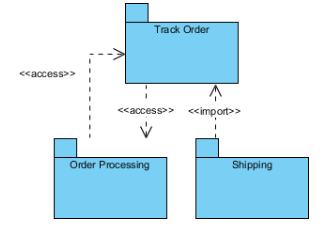 Track Order
<<access>>
<<access>>
<<import>>
Order Processing
Shipping